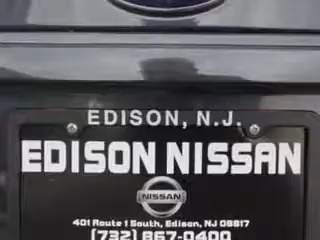 EDISON, N.J.
EDISON NISSAN
NISSAN
401 Route 1 South, Edison, NJ 08817
(732) 867-0400